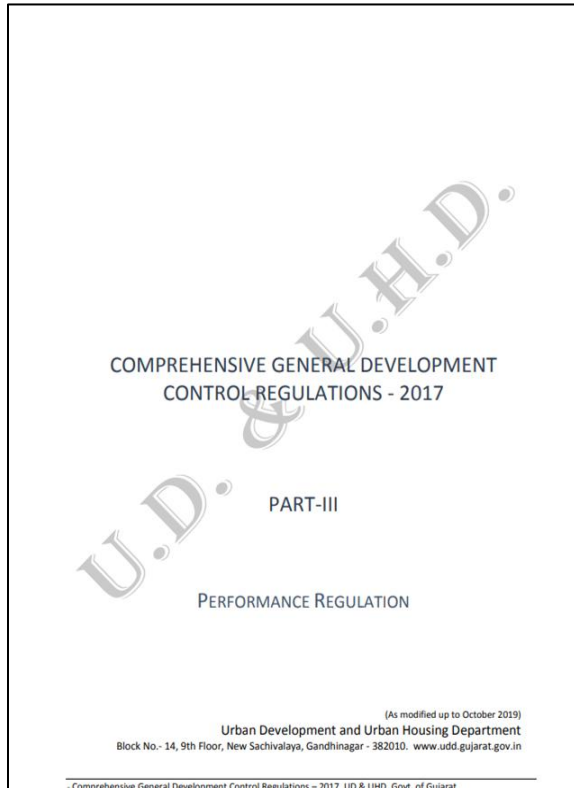 U.D. & U.H.D.
COMPREHENSIVE GENERAL DEVELOPMENT
CONTROL REGULATIONS - 2017
PART-III
PERFORMANCE REGULATION
(As modified up to October 2019)
Urban Development and Urban Housing Department
Block No.- 14, 9th Floor, New Sachivalaya, Gandhinagar - 382010. www.udd.gujarat.gov.in
- Comprehensive General Development Control Regulations – 2017, UD & UHD, Govt. of Gujarat